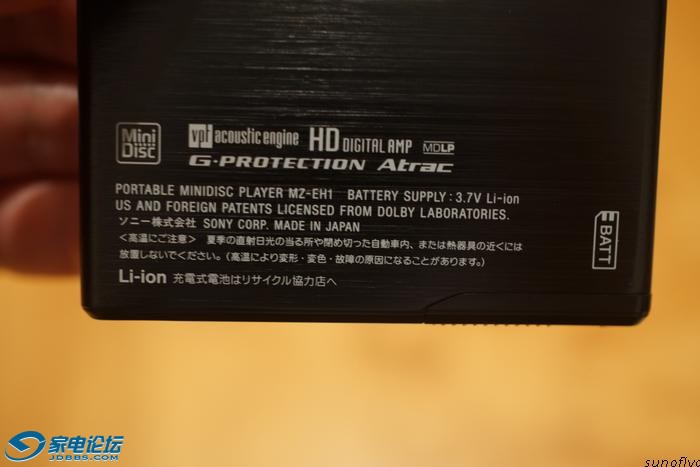 Mini Disc
vpt acoustic engine HD DIGITAL AMP MDLP
G-PROTECTION Atrac
PORTABLE MINIDISC PLAYER MZ-EH1 BATTERY SUPPLY : 3.7V Li-ion
US AND FOREIGN PATENTS LICENSED FROM DOLBY LABORATORIES.
ソニー株式会社 SONY CORP. MADE IN JAPAN
<高温にご注意> 夏季の直射日光の当る所や閉め切った自動車内、または熱器具の近くには
放置しないでください。(高温により変形・変色・故障の原因になることがあります。)
Li-ion 充電式電池はリサイクル協力店へ
BATT
家电论坛
JDBBS.COM